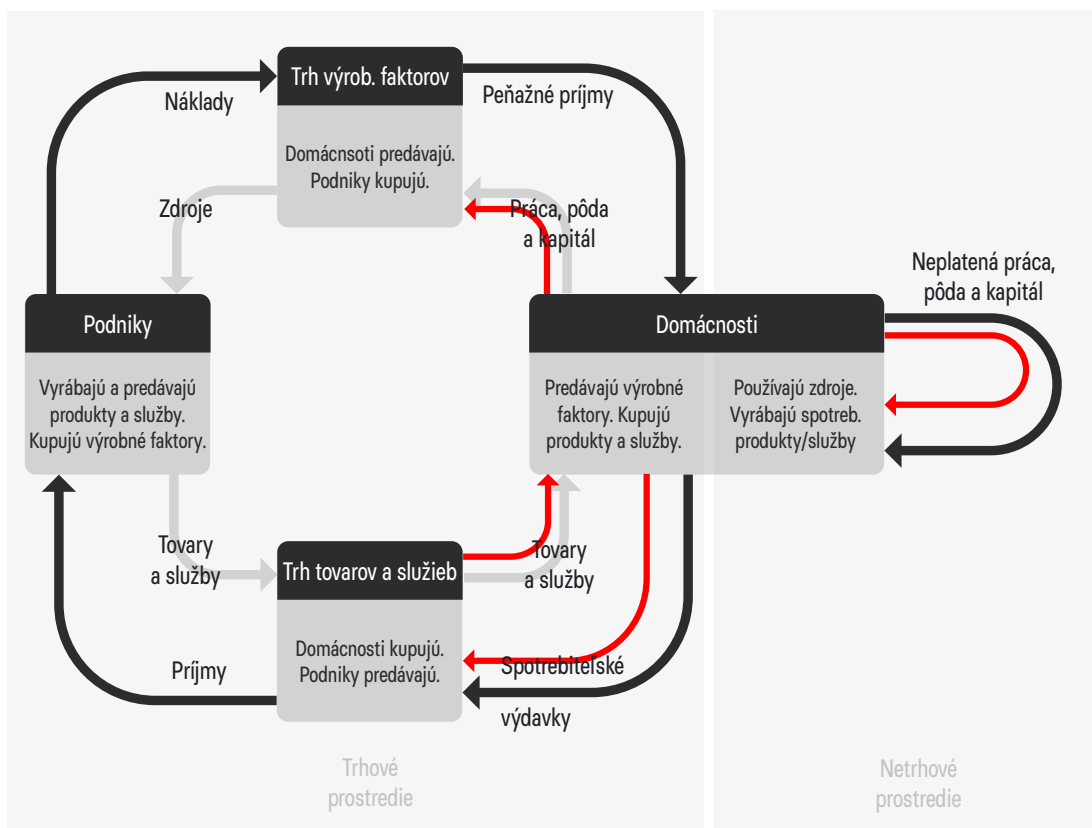 Trh výrob. faktorov
Náklady
Peňažné príjmy
Domácnsoti predávajú.
Podniky kupujú.
Zdroje
Práca, pôda
a kapitál
Neplatená práca,
pôda a kapitál
Podniky
Domácnosti
Vyrábajú a predávajú
produkty a služby.
Kupujú výrobné faktory.
Predávajú výrobné
faktory. Kupujú
produkty a služby.
Používajú zdroje.
Vyrábajú spotreb.
produkty/služby
Tovary
a služby
Trh tovarov a služieb
Tovary
a služby
Domácnosti kupujú.
Podniky predávajú.
Príjmy
Spotrebiteľské
výdavky
Trhové
prostredie
Netrhové
prostredie